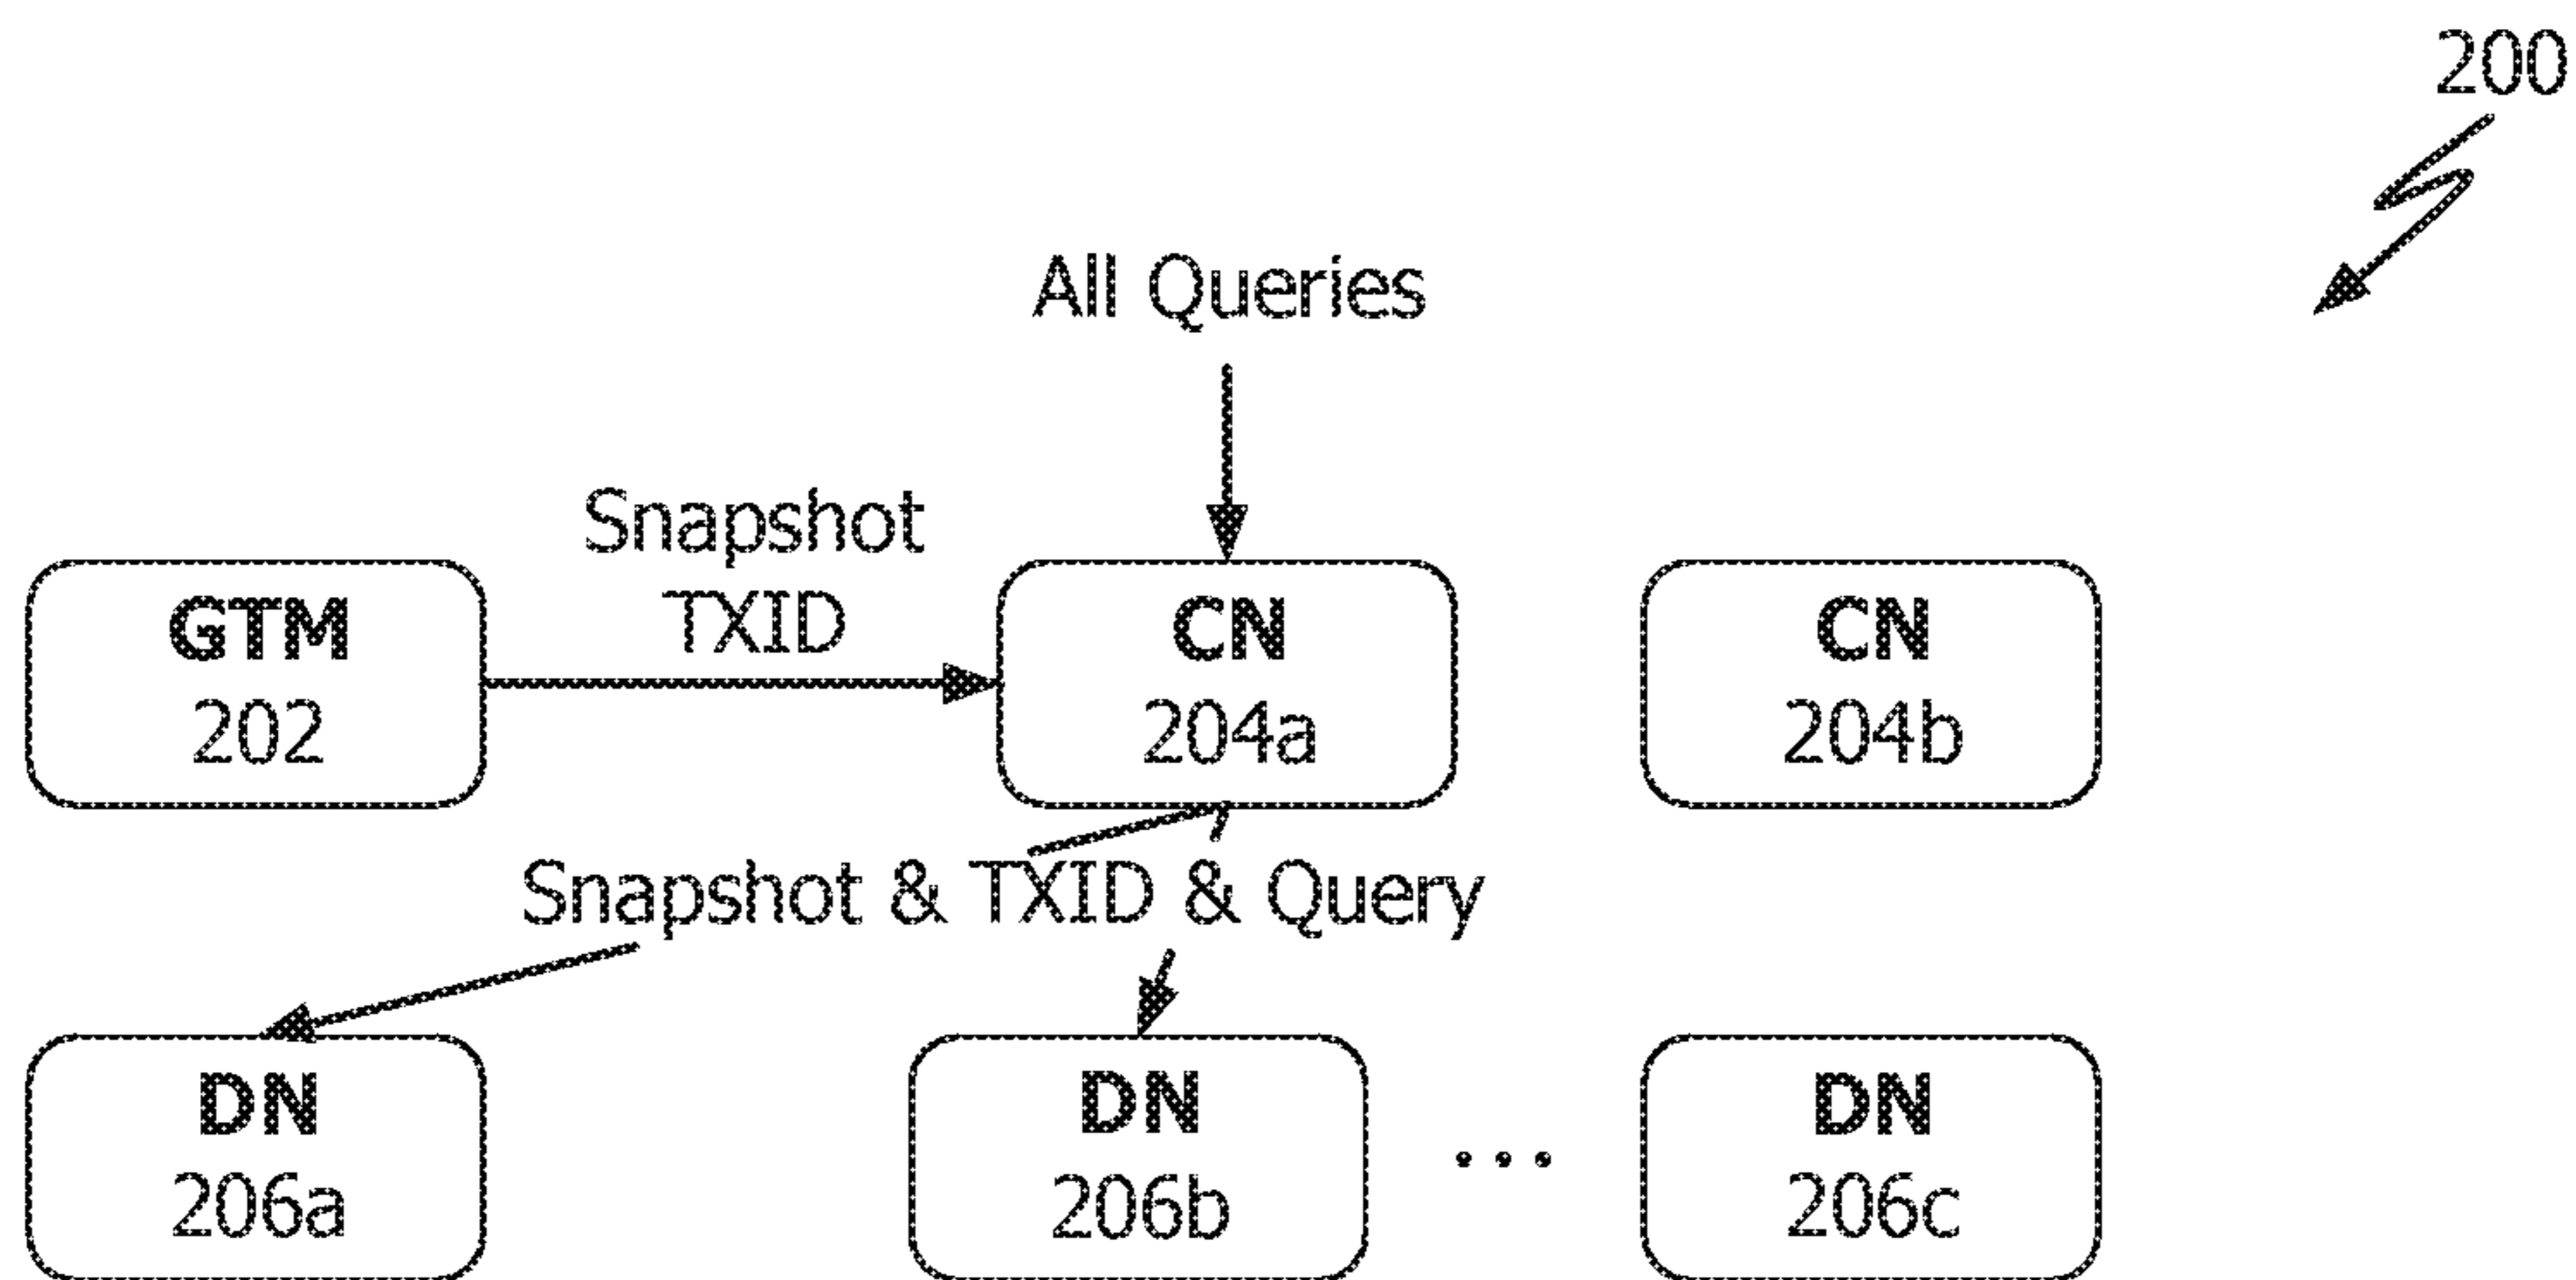 200
All Queries
Snapshot
TXID
GTM
202
CN
204a
CN
204b
Snapshot & TXID & Query
DN
206a
DN
206b
...
DN
206c